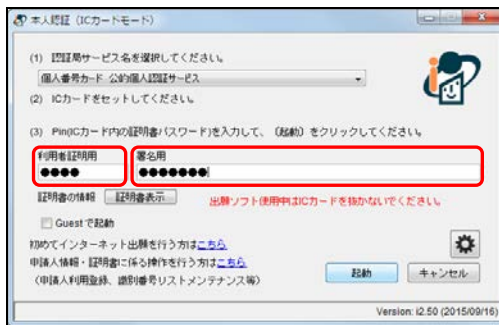 本人認証（ICカードモード）
(1) 認証局サービス名を選択してください。
個人番号カード 公的個人認証サービス
(2) ICカードをセットしてください。
(3) Pin(ICカード内の証明書パスワード)を入力して、〔起動〕をクリックしてください。
利用者証明用 署名用
●●●● ●●●●●●●
証明書の情報 証明書表示 出願ソフト使用中はICカードを抜かないでください。
Guestで起動
初めてインターネット出願を行う方はこちら
申請人情報・証明書に係る操作を行う方はこちら
（申請人利用登録、識別番号リストメンテナンス等）
起動 キャンセル
Version: i2.50 (2015/09/16)